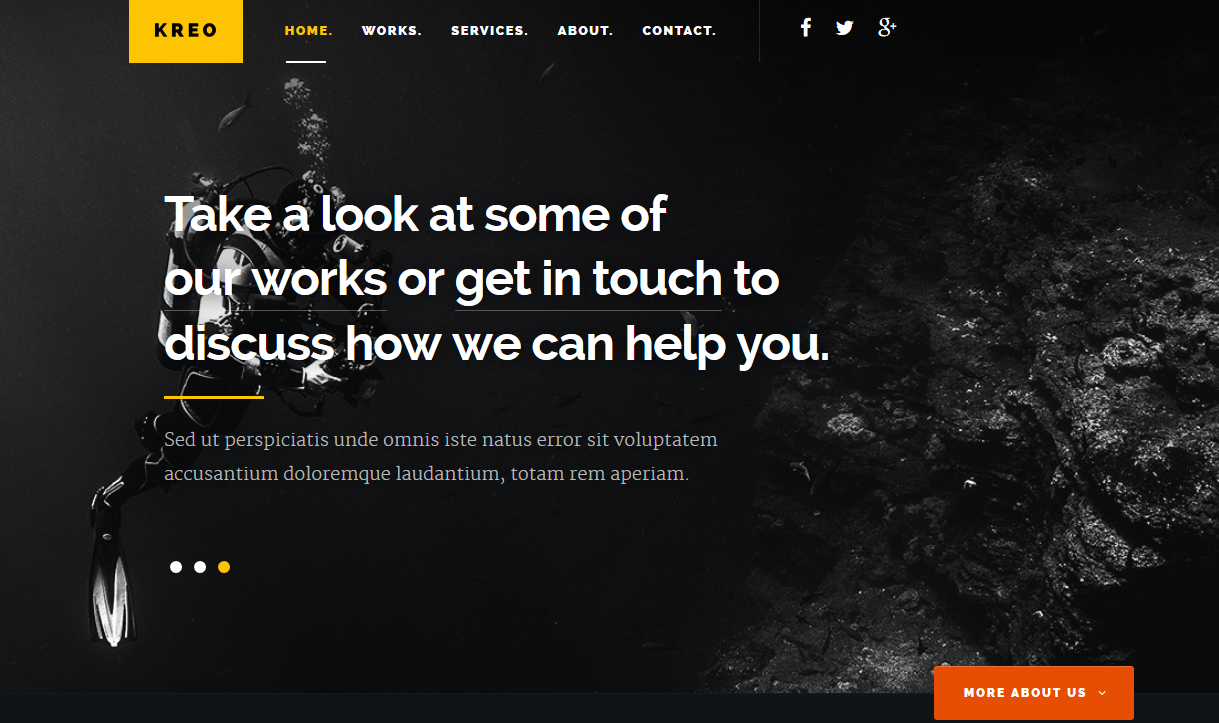 KREO
HOME.
WORKS.
SERVICES.
ABOUT.
CONTACT.
Take a look at some of
our works or get in touch to
discuss how we can help you.
Sed ut perspiciatis unde omnis iste natus error sit voluptatem
accusantium doloremque laudantium, totam rem aperiam.
MORE ABOUT US